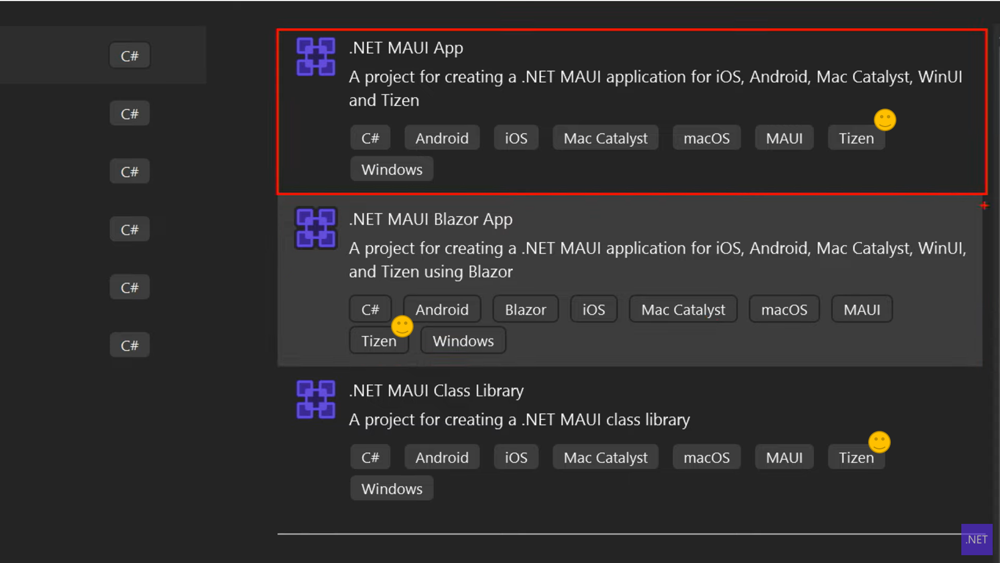 C#
C#
C#
C#
C#
C#
.NET MAUI App
A project for creating a .NET MAUI application for iOS, Android, Mac Catalyst, WinUI
and Tizen
C# Android iOS Mac Catalyst macOS MAUI Tizen
Windows
.NET MAUI Blazor App
A project for creating a .NET MAUI application for iOS, Android, Mac Catalyst, WinUI,
and Tizen using Blazor
C# Android Blazor iOS Mac Catalyst macOS MAUI
Tizen Windows
.NET MAUI Class Library
A project for creating a .NET MAUI class library
C# Android iOS Mac Catalyst macOS MAUI Tizen
Windows
.NET